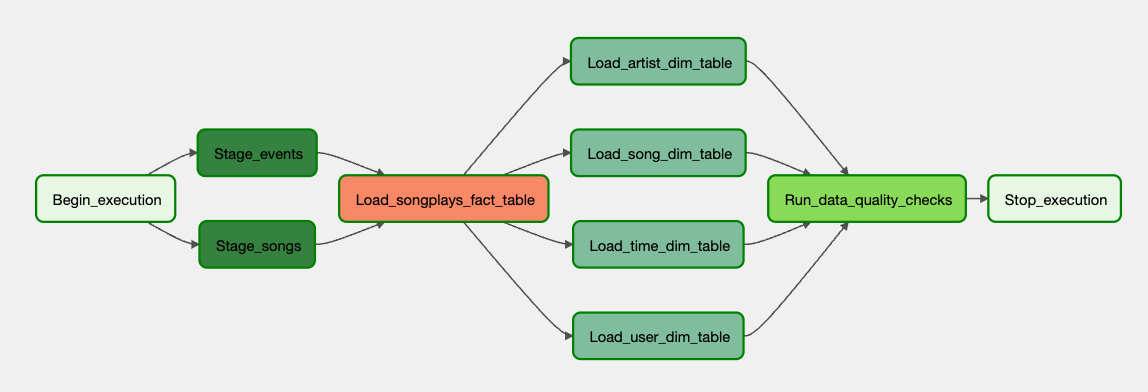 Begin_execution
Stage_events
Stage_songs
Load_songplays_fact_table
Load_artist_dim_table
Load_song_dim_table
Load_time_dim_table
Load_user_dim_table
Run_data_quality_checks
Stop_execution